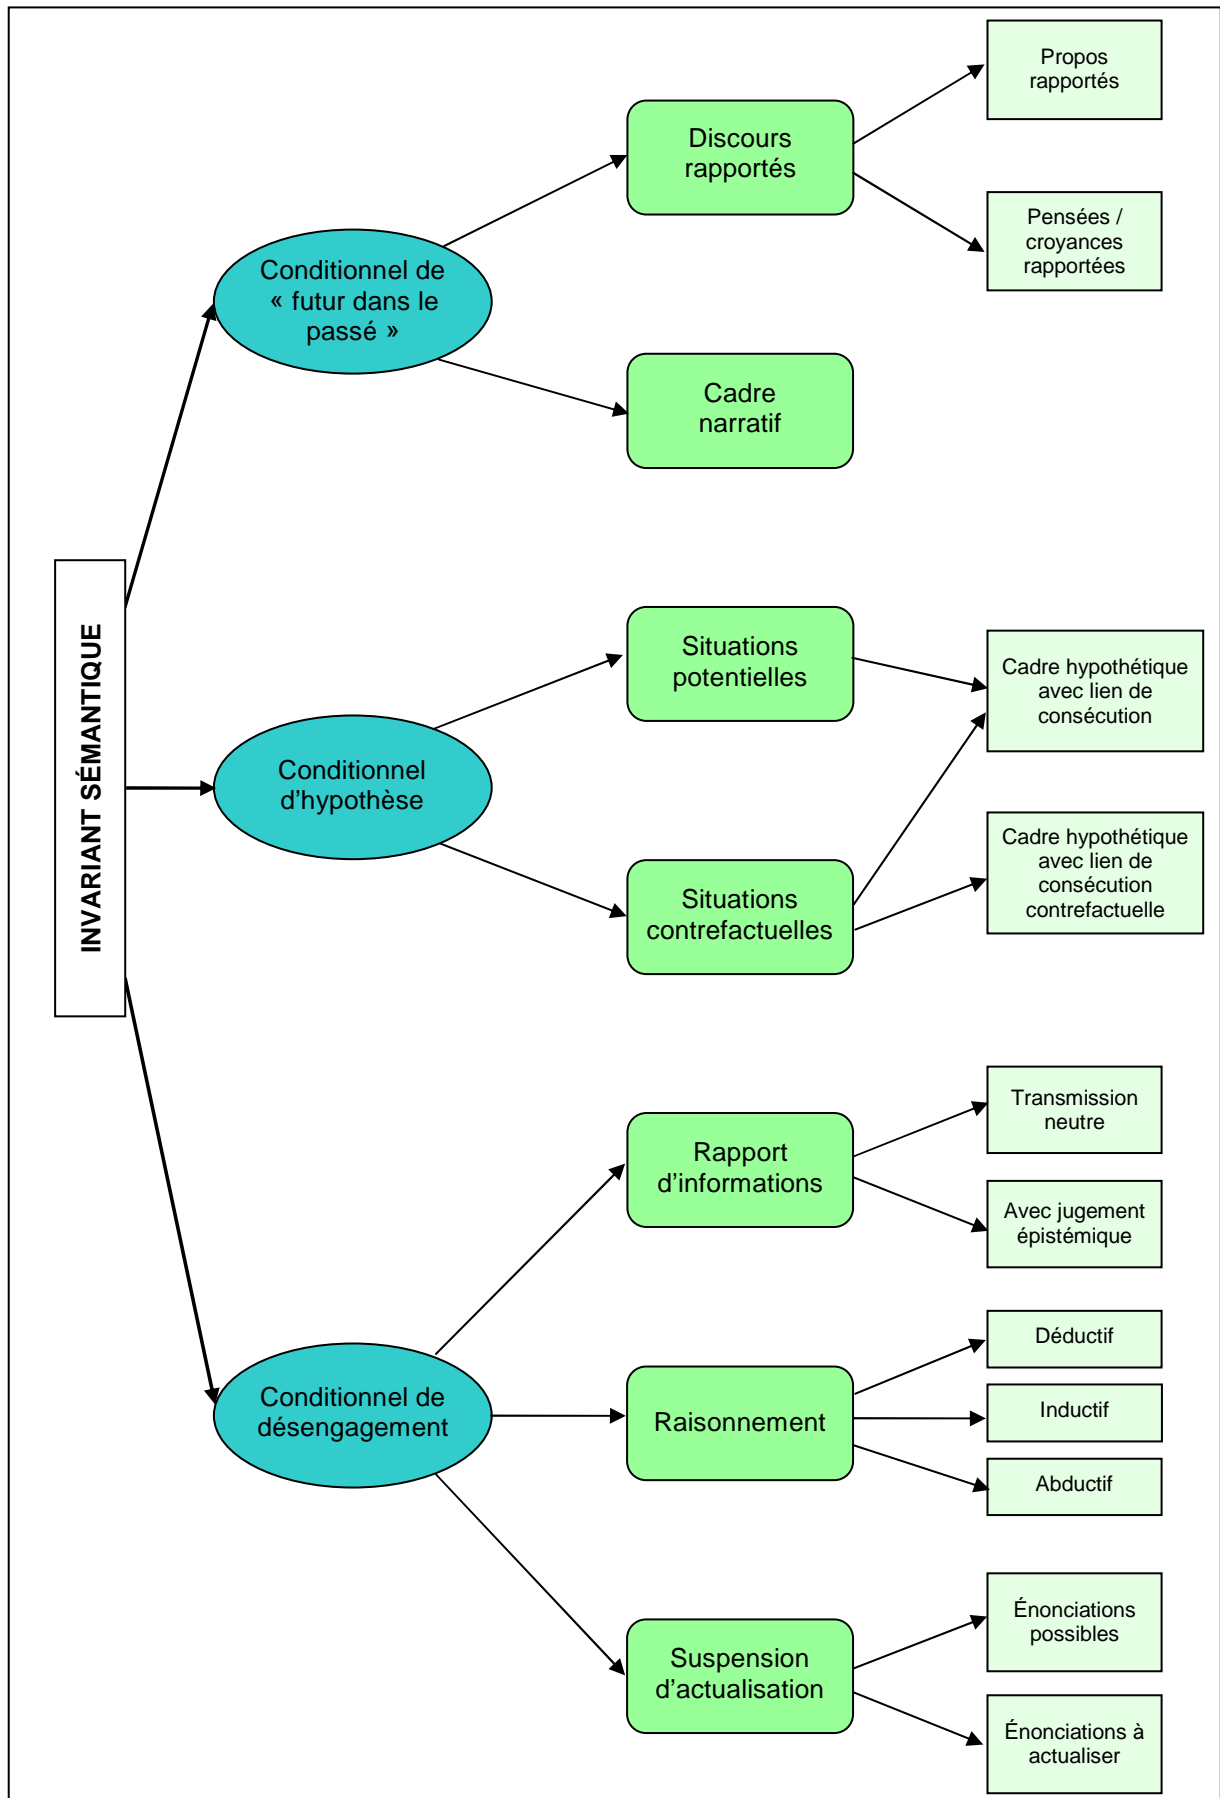 INVARIANT SÉMANTIQUE
Conditionnel de
« futur dans le
passé »
Discours
rapportés
Propos
rapportés
Pensées /
croyances
rapportées
Cadre
narratif
Conditionnel
d’hypothèse
Situations
potentielles
Cadre hypothétique
avec lien de
consécution
Situations
contrefactuelles
Cadre hypothétique
avec lien de
consécution
contrefactuelle
Conditionnel de
désengagement
Rapport
d’informations
Transmission
neutre
Avec jugement
épistémique
Raisonnement
Déductif
Inductif
Abductif
Suspension
d’actualisation
Énonciations
possibles
Énonciations à
actualiser